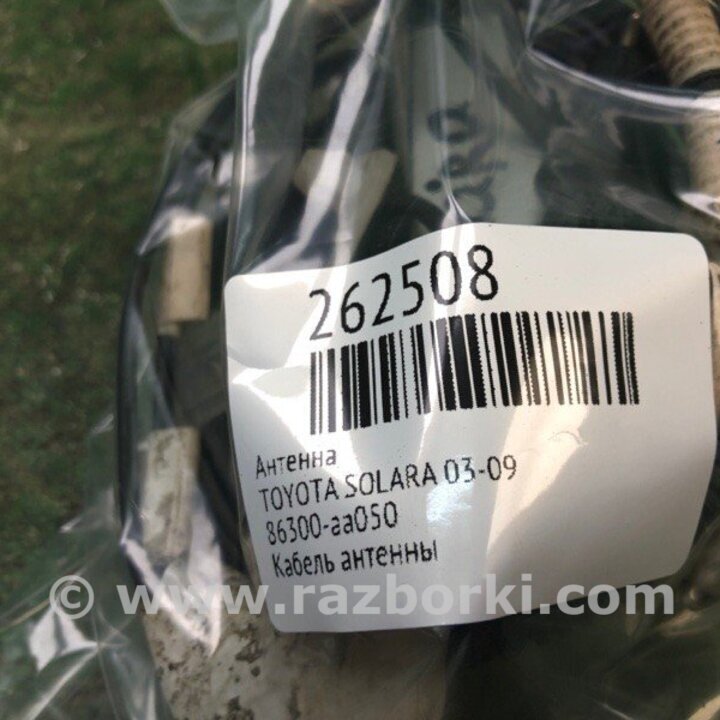 262508
Антенна
TOYOTA SOLARA 03-09
86300-aa050
Кабель антенны
© www.razborki.com